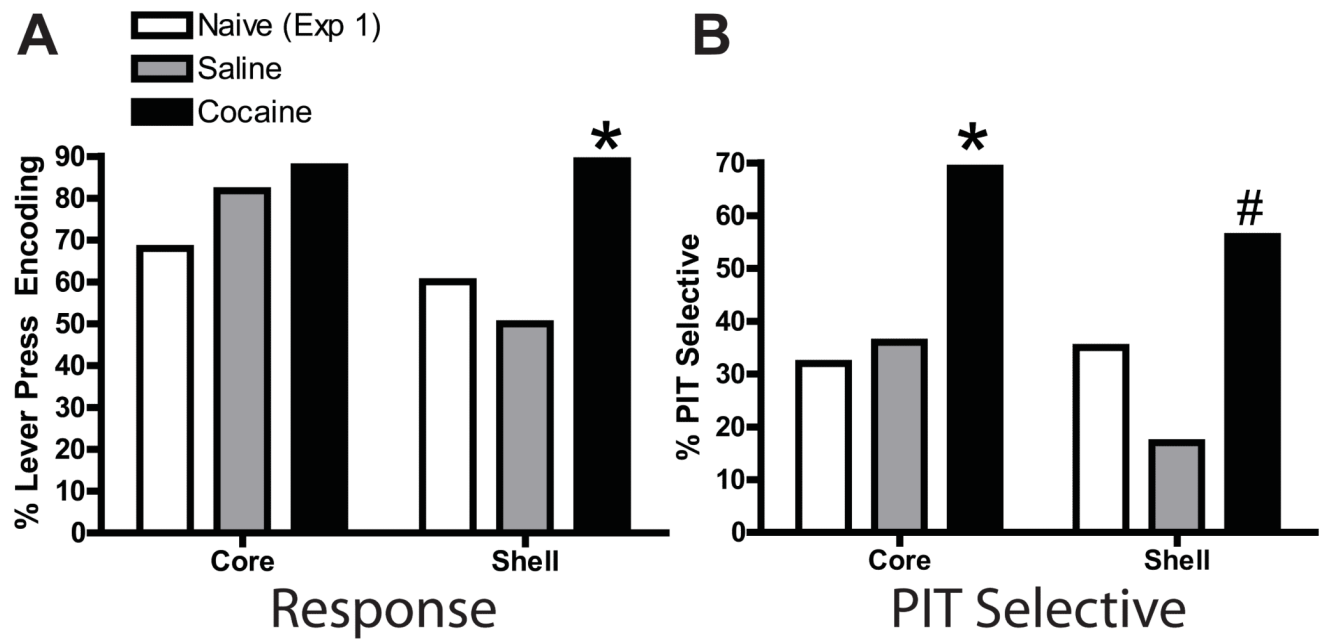 A
Naive (Exp 1)
Saline
Cocaine
% Lever Press Encoding
90
80
70
60
50
40
30
20
10
0
*
Core
Shell
Response
B
% PIT Selective
70
60
50
40
30
20
10
0
*
#
Core
Shell
PIT Selective